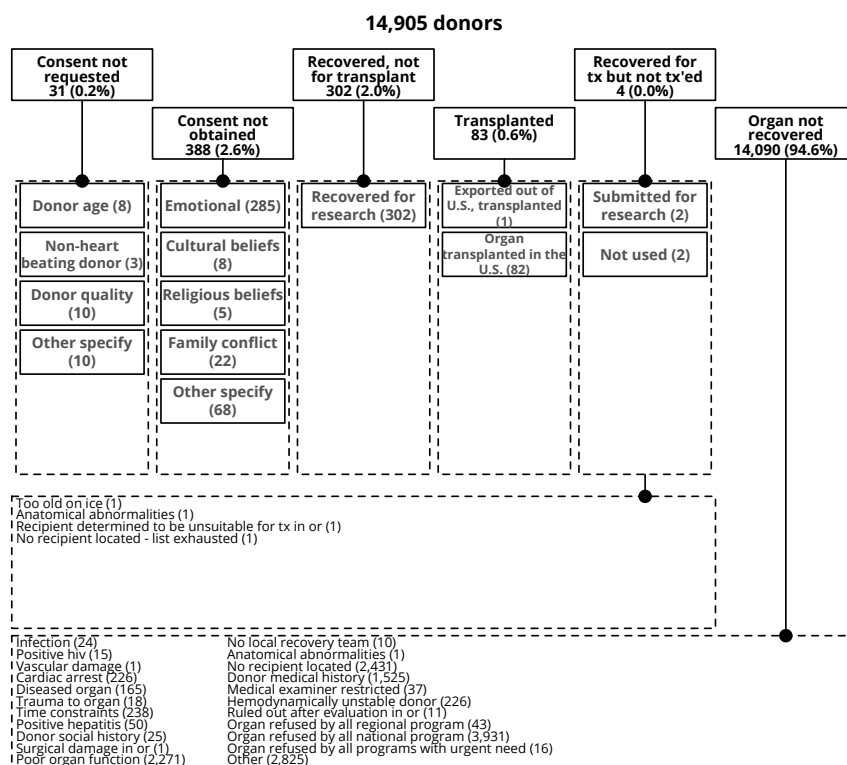 14,905 donors
Consent not
requested
31 (0.2%)
Recovered, not
for transplant
302 (2.0%)
Recovered for
tx but not tx'ed
4 (0.0%)
Consent not
obtained
388 (2.6%)
Transplanted
83 (0.6%)
Organ not
recovered
14,090 (94.6%)
Donor age (8)
Non-heart
beating donor (3)
Donor quality
(10)
Other specify
(10)
Emotional (285)
Cultural beliefs
(8)
Religious beliefs
(5)
Family conflict
(22)
Other specify
(68)
Recovered for
research (302)
Exported out of
U.S., transplanted
(1)
Organ
transplanted in the
U.S. (82)
Submitted for
research (2)
Not used (2)
Too old on ice (1)
Anatomical abnormalities (1)
Recipient determined to be unsuitable for tx in or (1)
No recipient located - list exhausted (1)
Infection (24)
Positive hiv (15)
Vascular damage (1)
Cardiac arrest (226)
Diseased organ (165)
Trauma to organ (18)
Time constraints (238)
Positive hepatitis (50)
Donor social history (25)
Surgical damage in or (1)
Poor organ function (2,271)
No local recovery team (10)
Anatomical abnormalities (1)
No recipient located (2,431)
Donor medical history (1,525)
Medical examiner restricted (37)
Hemodynamically unstable donor (226)
Ruled out after evaluation in or (11)
Organ refused by all regional program (43)
Organ refused by all national program (3,931)
Organ refused by all programs with urgent need (16)
Other (2,825)